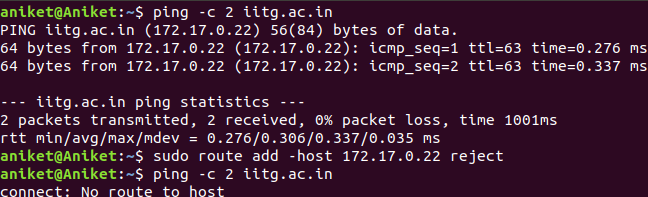 aniket@Aniket:~$ ping -c 2 iitg.ac.in
PING iitg.ac.in (172.17.0.22) 56(84) bytes of data.
64 bytes from 172.17.0.22 (172.17.0.22): icmp_seq=1 ttl=63 time=0.276 ms
64 bytes from 172.17.0.22 (172.17.0.22): icmp_seq=2 ttl=63 time=0.337 ms
--- iitg.ac.in ping statistics ---
2 packets transmitted, 2 received, 0% packet loss, time 1001ms
rtt min/avg/max/mdev = 0.276/0.306/0.337/0.035 ms
aniket@Aniket:~$ sudo route add -host 172.17.0.22 reject
aniket@Aniket:~$ ping -c 2 iitg.ac.in
connect: No route to host